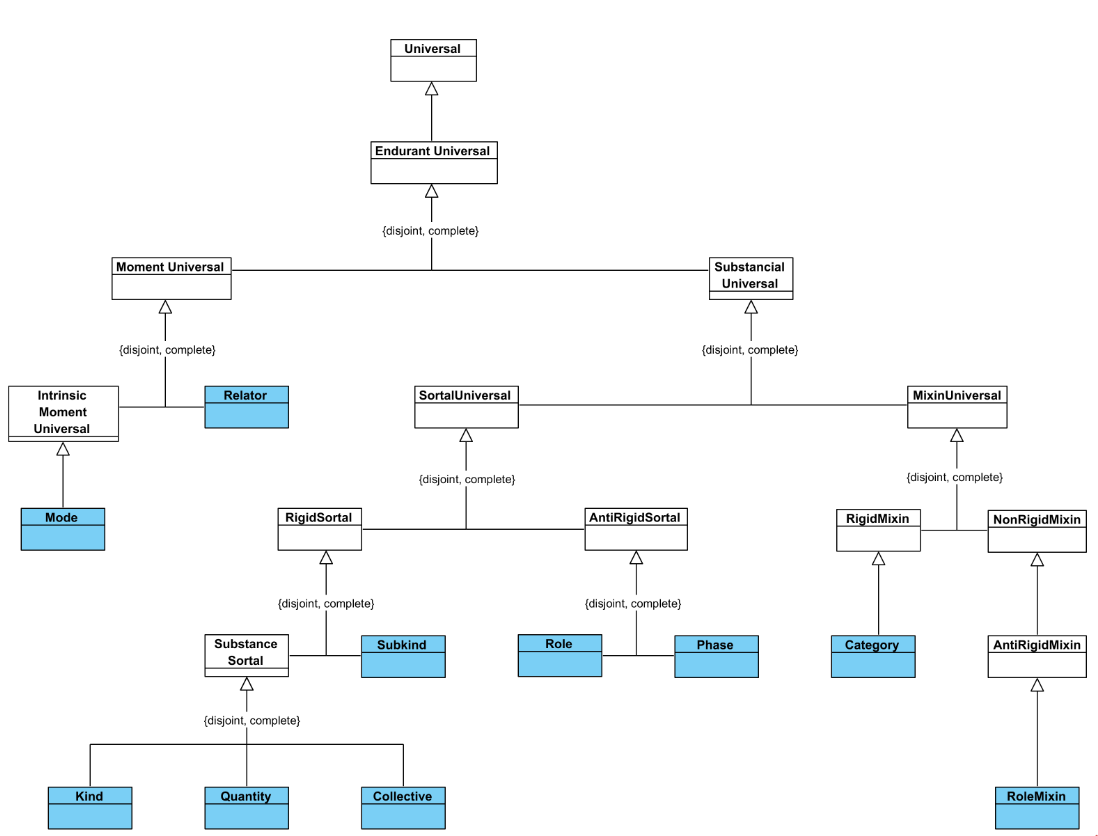 Universal
Endurant Universal
{disjoint, complete}
Moment Universal
Substancial
Universal
{disjoint, complete}
{disjoint, complete}
Intrinsic
Moment
Universal
Relator
SortalUniversal
MixinUniversal
{disjoint, complete}
{disjoint, complete}
Mode
RigidSortal
AntiRigidSortal
RigidMixin
NonRigidMixin
{disjoint, complete}
{disjoint, complete}
Substance
Sortal
Subkind
Role
Phase
Category
AntiRigidMixin
{disjoint, complete}
Kind
Quantity
Collective
RoleMixin